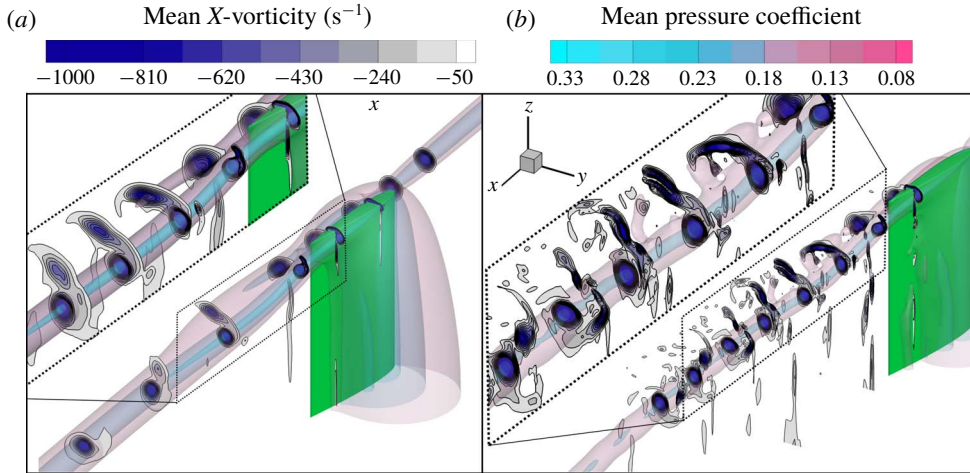 (a) Mean X-vorticity (s⁻¹)
−1000 −810 −620 −430 −240 −50
x
(b) Mean pressure coefficient
0.33 0.28 0.23 0.18 0.13 0.08
z
x
y